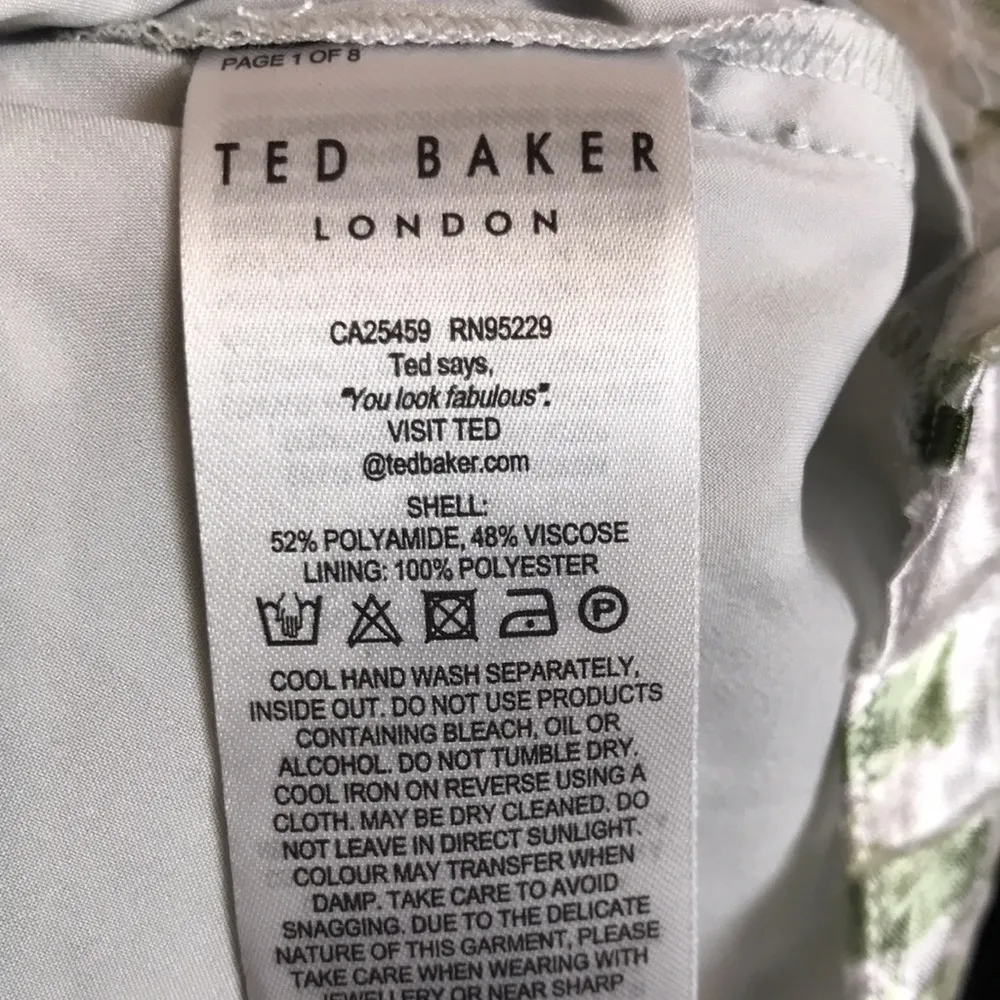 PAGE 1 OF 8
TED BAKER
LONDON
CA25459 RN95229
Ted says,
"You look fabulous".
VISIT TED
@tedbaker.com
SHELL:
52% POLYAMIDE, 48% VISCOSE
LINING: 100% POLYESTER
P
COOL HAND WASH SEPARATELY,
INSIDE OUT. DO NOT USE PRODUCTS
CONTAINING BLEACH, OIL OR
ALCOHOL. DO NOT TUMBLE DRY.
COOL IRON ON REVERSE USING A
CLOTH. MAY BE DRY CLEANED. DO
NOT LEAVE IN DIRECT SUNLIGHT.
COLOUR MAY TRANSFER WHEN
DAMP. TAKE CARE TO AVOID
SNAGGING. DUE TO THE DELICATE
NATURE OF THIS GARMENT, PLEASE
TAKE CARE WHEN WEARING WITH
JEWELLERY OR NEAR SHARP